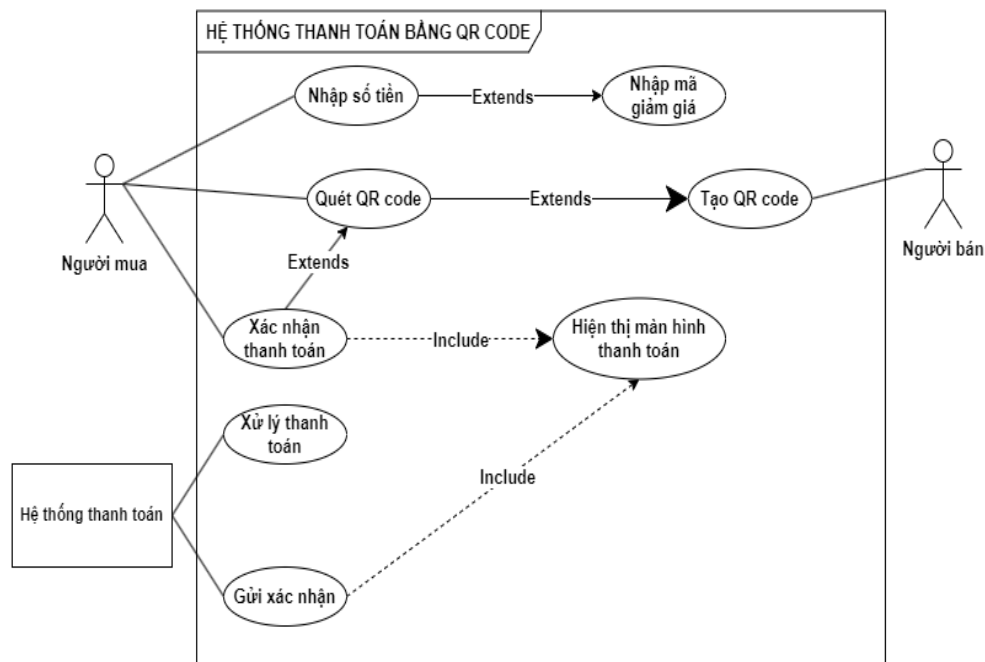 HỆ THỐNG THANH TOÁN BẰNG QR CODE
Nhập số tiền
Extends
Nhập mã
giảm giá
Người mua
Quét QR code
Extends
Tạo QR code
Người bán
Extends
Xác nhận
thanh toán
Include
Hiện thị màn hình
thanh toán
Xử lý thanh
toán
Hệ thống thanh toán
Include
Gửi xác nhận